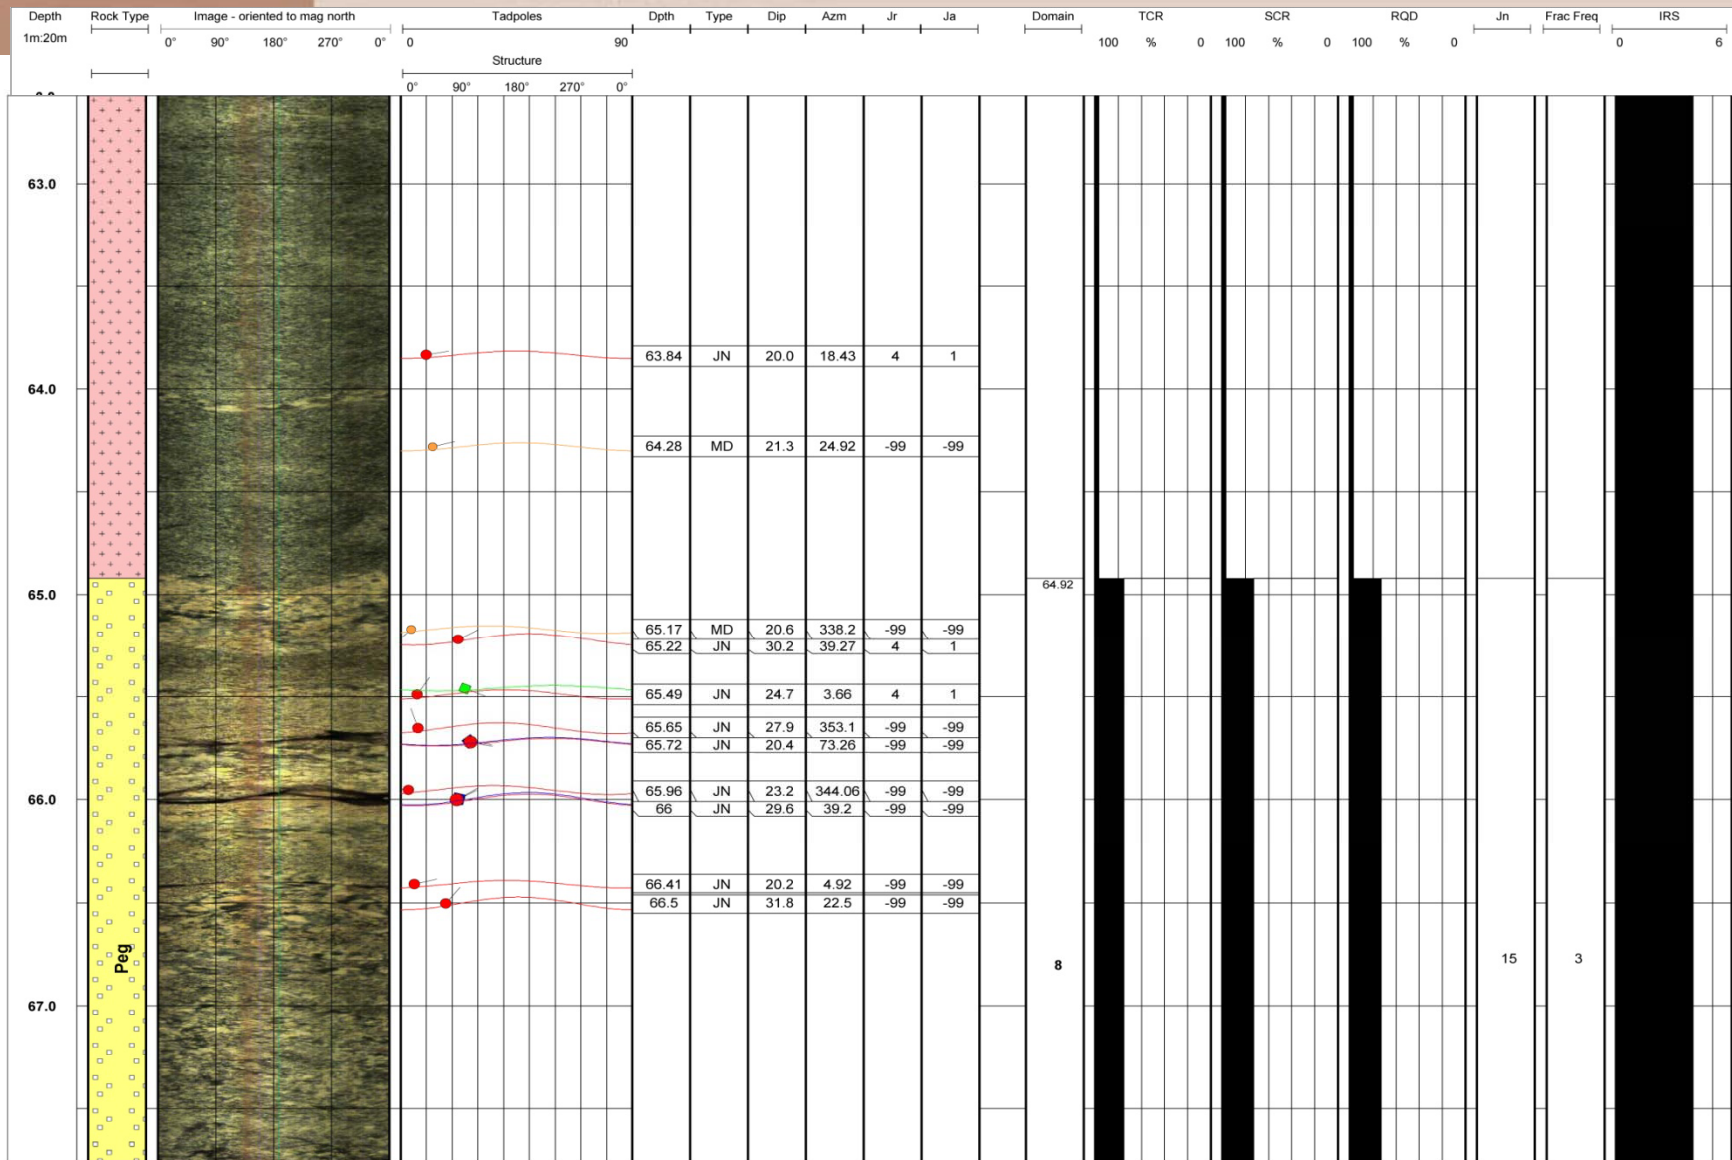 Depth Rock Type Image - oriented to mag north Tadpoles Dpth Type Dip Azm Jr Ja Domain TCR SCR RQD Jn Frac Freq IRS
1m:20m 0° 90° 180° 270° 0° 0 90 100 % 0 100 % 0 100 % 0 0 6
Structure
0° 90° 180° 270° 0°
63.0
63.84 JN 20.0 18.43 4 1
64.0
64.28 MD 21.3 24.92 -99 -99
64.92
65.0
65.17 MD 20.6 338.2 -99 -99
65.22 JN 30.2 39.27 4 1
65.49 JN 24.7 3.66 4 1
65.65 JN 27.9 353.1 -99 -99
65.72 JN 20.4 73.26 -99 -99
65.96 JN 23.2 344.06 -99 -99
66.0 66 JN 29.6 39.2 -99 -99
66.41 JN 20.2 4.92 -99 -99
66.5 JN 31.8 22.5 -99 -99
Peg 8 15 3
67.0